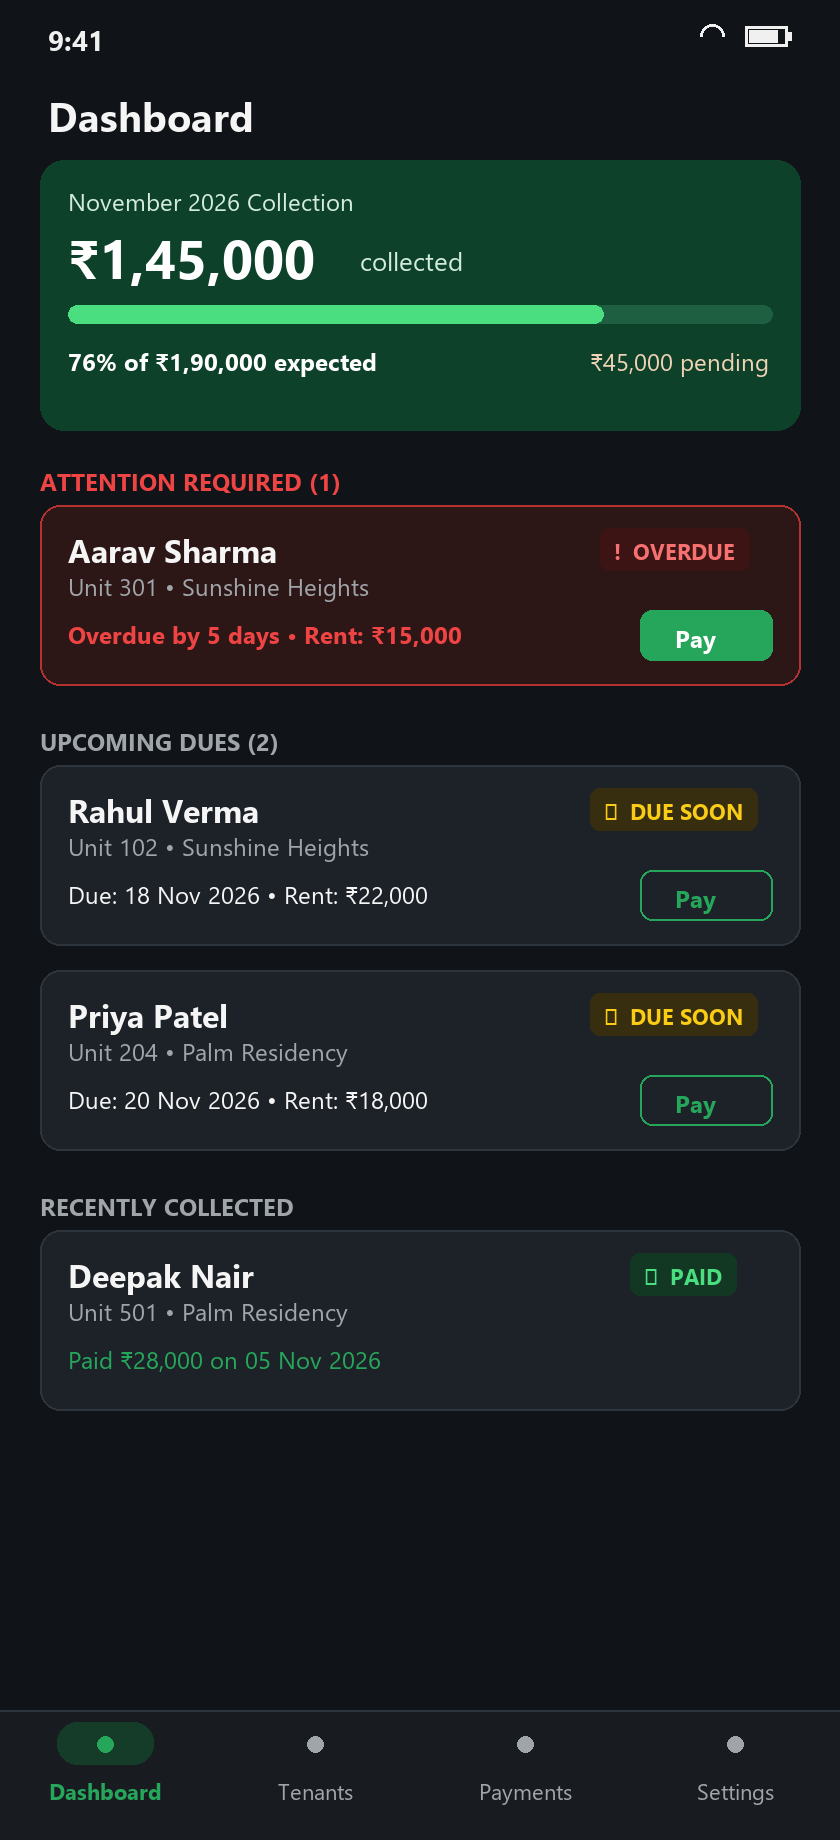 9:41
Dashboard
November 2026 Collection
₹1,45,000 collected
76% of ₹1,90,000 expected ₹45,000 pending
ATTENTION REQUIRED (1)
Aarav Sharma ! OVERDUE
Unit 301 • Sunshine Heights
Overdue by 5 days • Rent: ₹15,000 Pay
UPCOMING DUES (2)
Rahul Verma DUE SOON
Unit 102 • Sunshine Heights
Due: 18 Nov 2026 • Rent: ₹22,000 Pay
Priya Patel DUE SOON
Unit 204 • Palm Residency
Due: 20 Nov 2026 • Rent: ₹18,000 Pay
RECENTLY COLLECTED
Deepak Nair PAID
Unit 501 • Palm Residency
Paid ₹28,000 on 05 Nov 2026
Dashboard Tenants Payments Settings